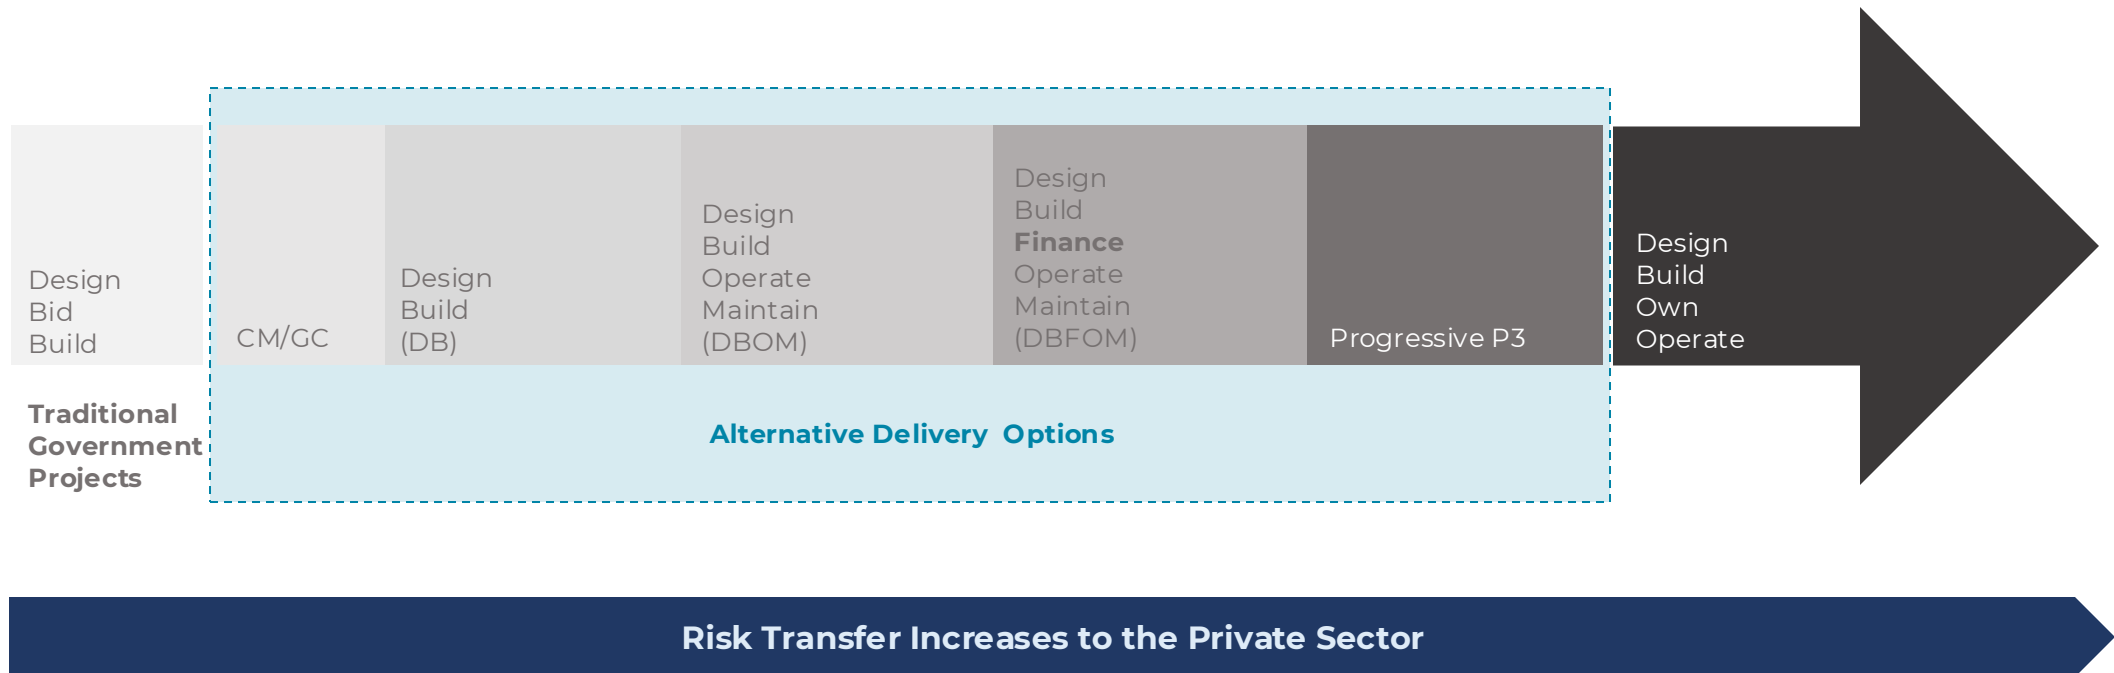 Design
Bid
Build
CM/GC
Design
Build
(DB)
Design
Build
Operate
Maintain
(DBOM)
Design
Build
Finance
Operate
Maintain
(DBFOM)
Progressive P3
Design
Build
Own
Operate
Traditional
Government
Projects
Alternative Delivery Options
Risk Transfer Increases to the Private Sector